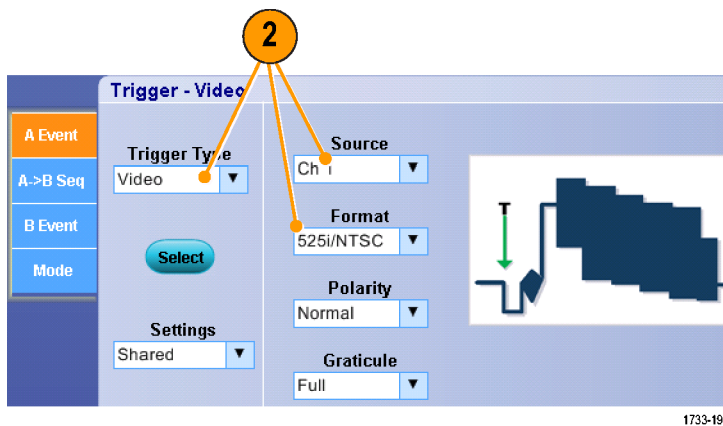 2
Trigger - Video
A Event
A->B Seq
B Event
Mode
Trigger Type
Video
Select
Settings
Shared
Source
Ch 1
Format
525i/NTSC
Polarity
Normal
Graticule
Full
T
1733-19